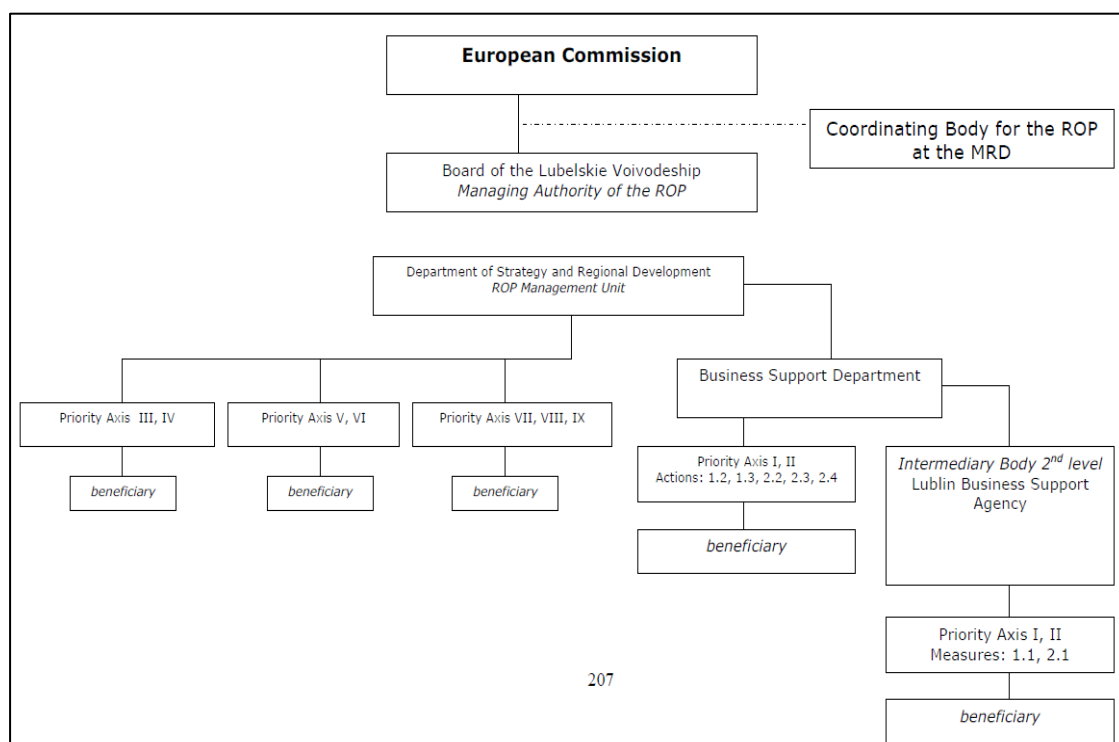 European Commission
Coordinating Body for the ROP
at the MRD
Board of the Lubelskie Voivodeship
Managing Authority of the ROP
Department of Strategy and Regional Development
ROP Management Unit
Business Support Department
Priority Axis III, IV
Priority Axis V, VI
Priority Axis VII, VIII, IX
Priority Axis I, II
Actions: 1.2, 1.3, 2.2, 2.3, 2.4
Intermediary Body 2nd level
Lublin Business Support
Agency
beneficiary
beneficiary
beneficiary
beneficiary
Priority Axis I, II
Measures: 1.1, 2.1
207
beneficiary